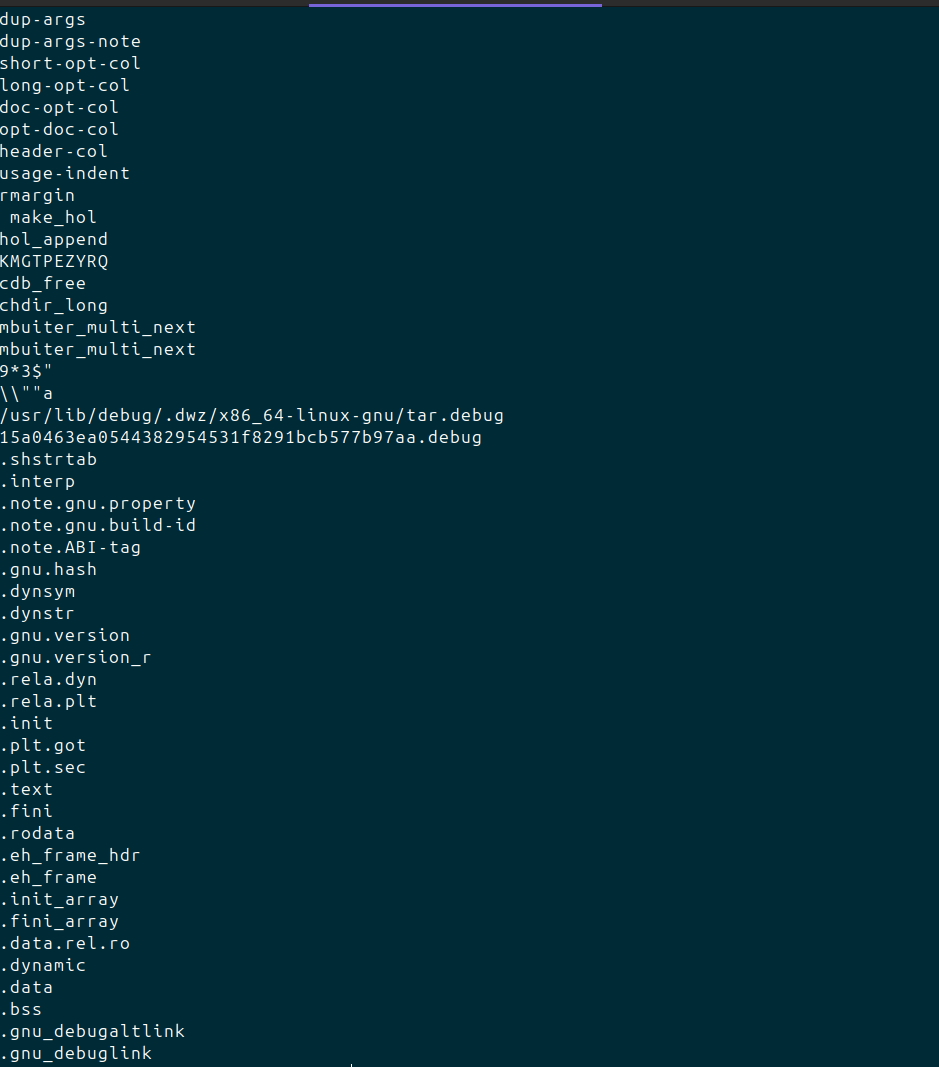 dup-args
dup-args-note
short-opt-col
long-opt-col
doc-opt-col
opt-doc-col
header-col
usage-indent
rmargin
 make_hol
hol_append
KMGTPEZYRQ
cdb_free
chdir_long
mbuiter_multi_next
mbuiter_multi_next
9*3$"
\\""a
/usr/lib/debug/.dwz/x86_64-linux-gnu/tar.debug
15a0463ea0544382954531f8291bcb577b97aa.debug
.shstrtab
.interp
.note.gnu.property
.note.gnu.build-id
.note.ABI-tag
.gnu.hash
.dynsym
.dynstr
.gnu.version
.gnu.version_r
.rela.dyn
.rela.plt
.init
.plt.got
.plt.sec
.text
.fini
.rodata
.eh_frame_hdr
.eh_frame
.init_array
.fini_array
.data.rel.ro
.dynamic
.data
.bss
.gnu_debugaltlink
.gnu_debuglink